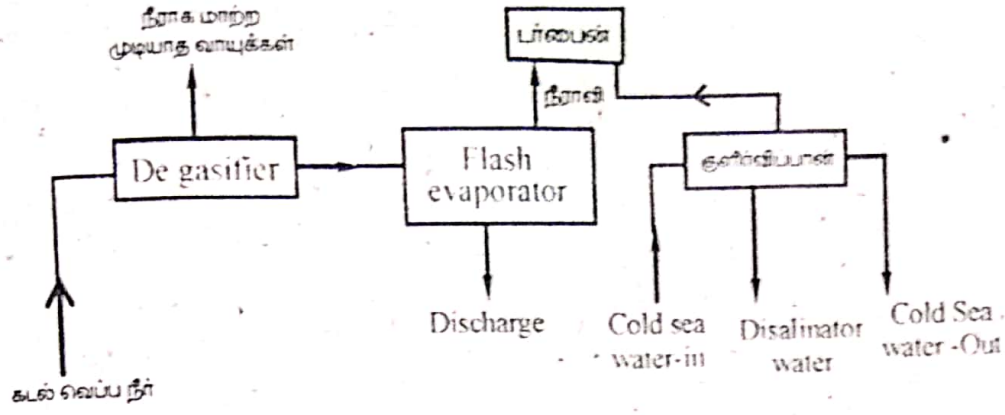 நீராக மாற்ற
முடியாத வாயுக்கள்
டர்பைன்
நீராவி
De gasifier
Flash
evaporator
குளிர்விப்பான்
Discharge
Cold sea
water-in
Disalinator
water
Cold Sea
water -Out
கடல் வெப்ப நீர்